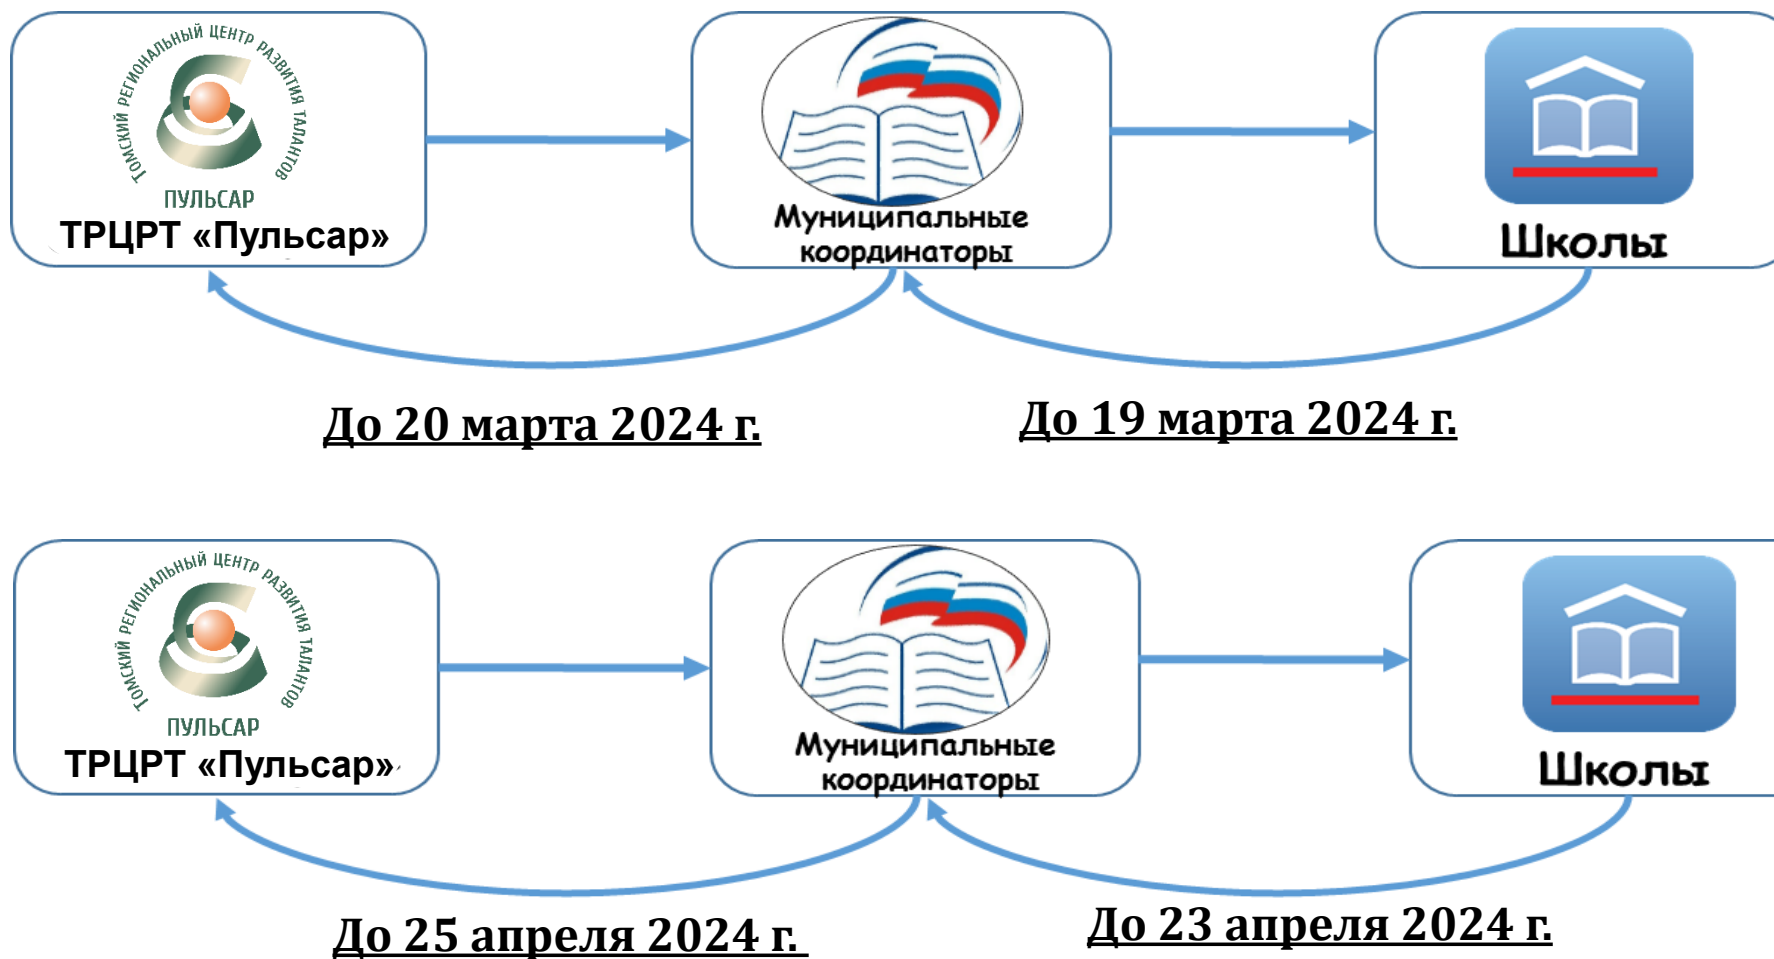 ТОМСКИЙ РЕГИОНАЛЬНЫЙ ЦЕНТР РАЗВИТИЯ ТАЛАНТОВ
ПУЛЬСАР
ТРЦРТ «Пульсар»
Муниципальные
координаторы
Школы
До 20 марта 2024 г.
До 19 марта 2024 г.
ТОМСКИЙ РЕГИОНАЛЬНЫЙ ЦЕНТР РАЗВИТИЯ ТАЛАНТОВ
ПУЛЬСАР
ТРЦРТ «Пульсар»
Муниципальные
координаторы
Школы
До 25 апреля 2024 г.
До 23 апреля 2024 г.